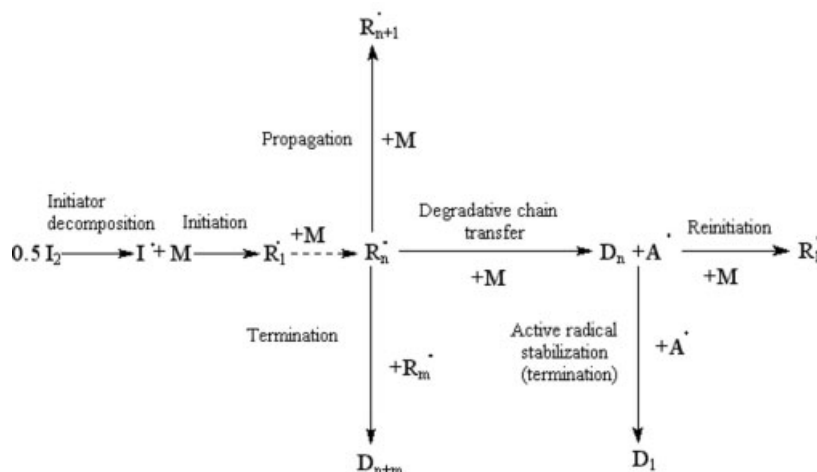 R˙n+1
Propagation
+M
Initiator
decomposition
Initiation
+M
Degradative chain
transfer
Reinitiation
0.5 I2
I˙+ M
R˙1
R˙n
+M
Dn +A˙
+M
Termination
+Rm˙
Active radical
stabilization
(termination)
+A˙
Dn+m
D1